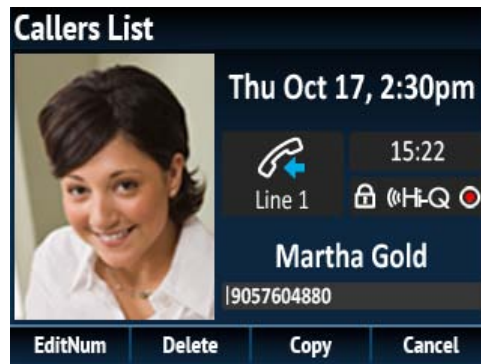 Callers List
Thu Oct 17, 2:30pm
15:22
Line 1
Hi-Q
Martha Gold
9057604880
EditNum Delete Copy Cancel